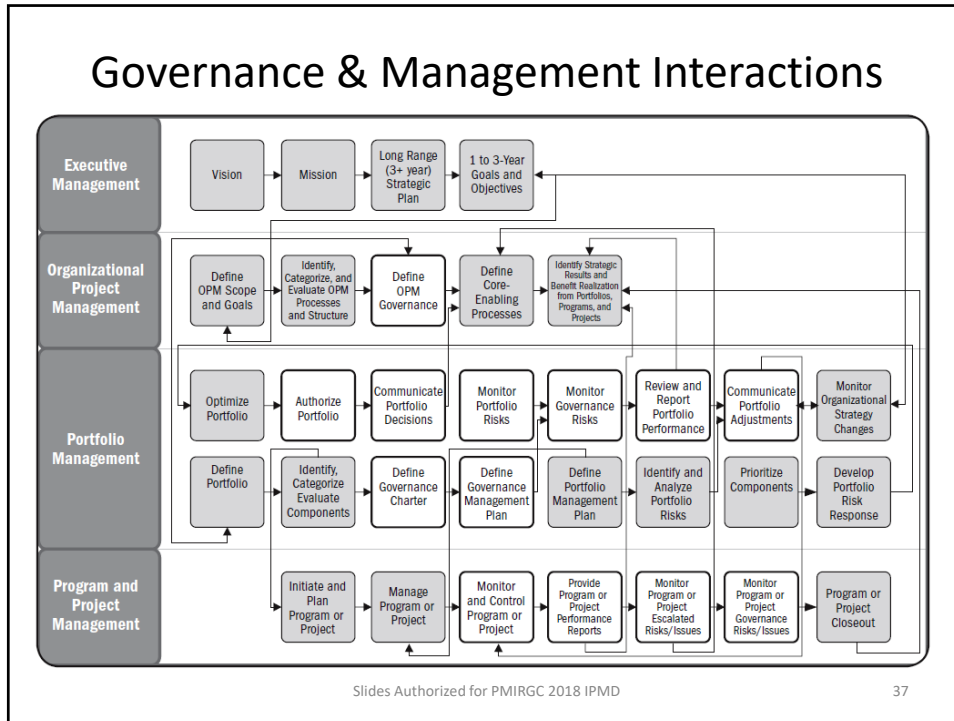 Governance & Management Interactions
Executive
Management
Vision
Mission
Long Range
(3+ year)
Strategic
Plan
1 to 3-Year
Goals and
Objectives
Organizational
Project
Management
Define
OPM Scope
and Goals
Identify,
Categorize, and
Evaluate OPM
Processes
and Structure
Define
OPM
Governance
Define
Core-
Enabling
Processes
Identify Strategic
Results and
Benefit Realization
from Portfolios,
Programs, and
Projects
Portfolio
Management
Optimize
Portfolio
Authorize
Portfolio
Communicate
Portfolio
Decisions
Monitor
Portfolio
Risks
Monitor
Governance
Risks
Review and
Report
Portfolio
Performance
Communicate
Portfolio
Adjustments
Monitor
Organizational
Strategy
Changes
Define
Portfolio
Identify,
Categorize
Evaluate
Components
Define
Governance
Charter
Define
Governance
Management
Plan
Define
Portfolio
Management
Plan
Identify and
Analyze
Portfolio
Risks
Prioritize
Components
Develop
Portfolio
Risk
Response
Program and
Project
Management
Initiate and
Plan
Program or
Project
Manage
Program or
Project
Monitor
and Control
Program or
Project
Provide
Program or
Project
Performance
Reports
Monitor
Program or
Project
Escalated
Risks/Issues
Monitor
Program or
Project
Governance
Risks/Issues
Program or
Project
Closeout
Slides Authorized for PMIRGC 2018 IPMD
37